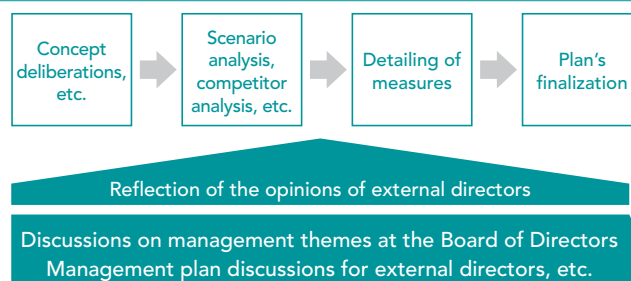 Concept
deliberations,
etc.
Scenario
analysis,
competitor
analysis, etc.
Detailing of
measures
Plan's
finalization
Reflection of the opinions of external directors
Discussions on management themes at the Board of Directors
Management plan discussions for external directors, etc.